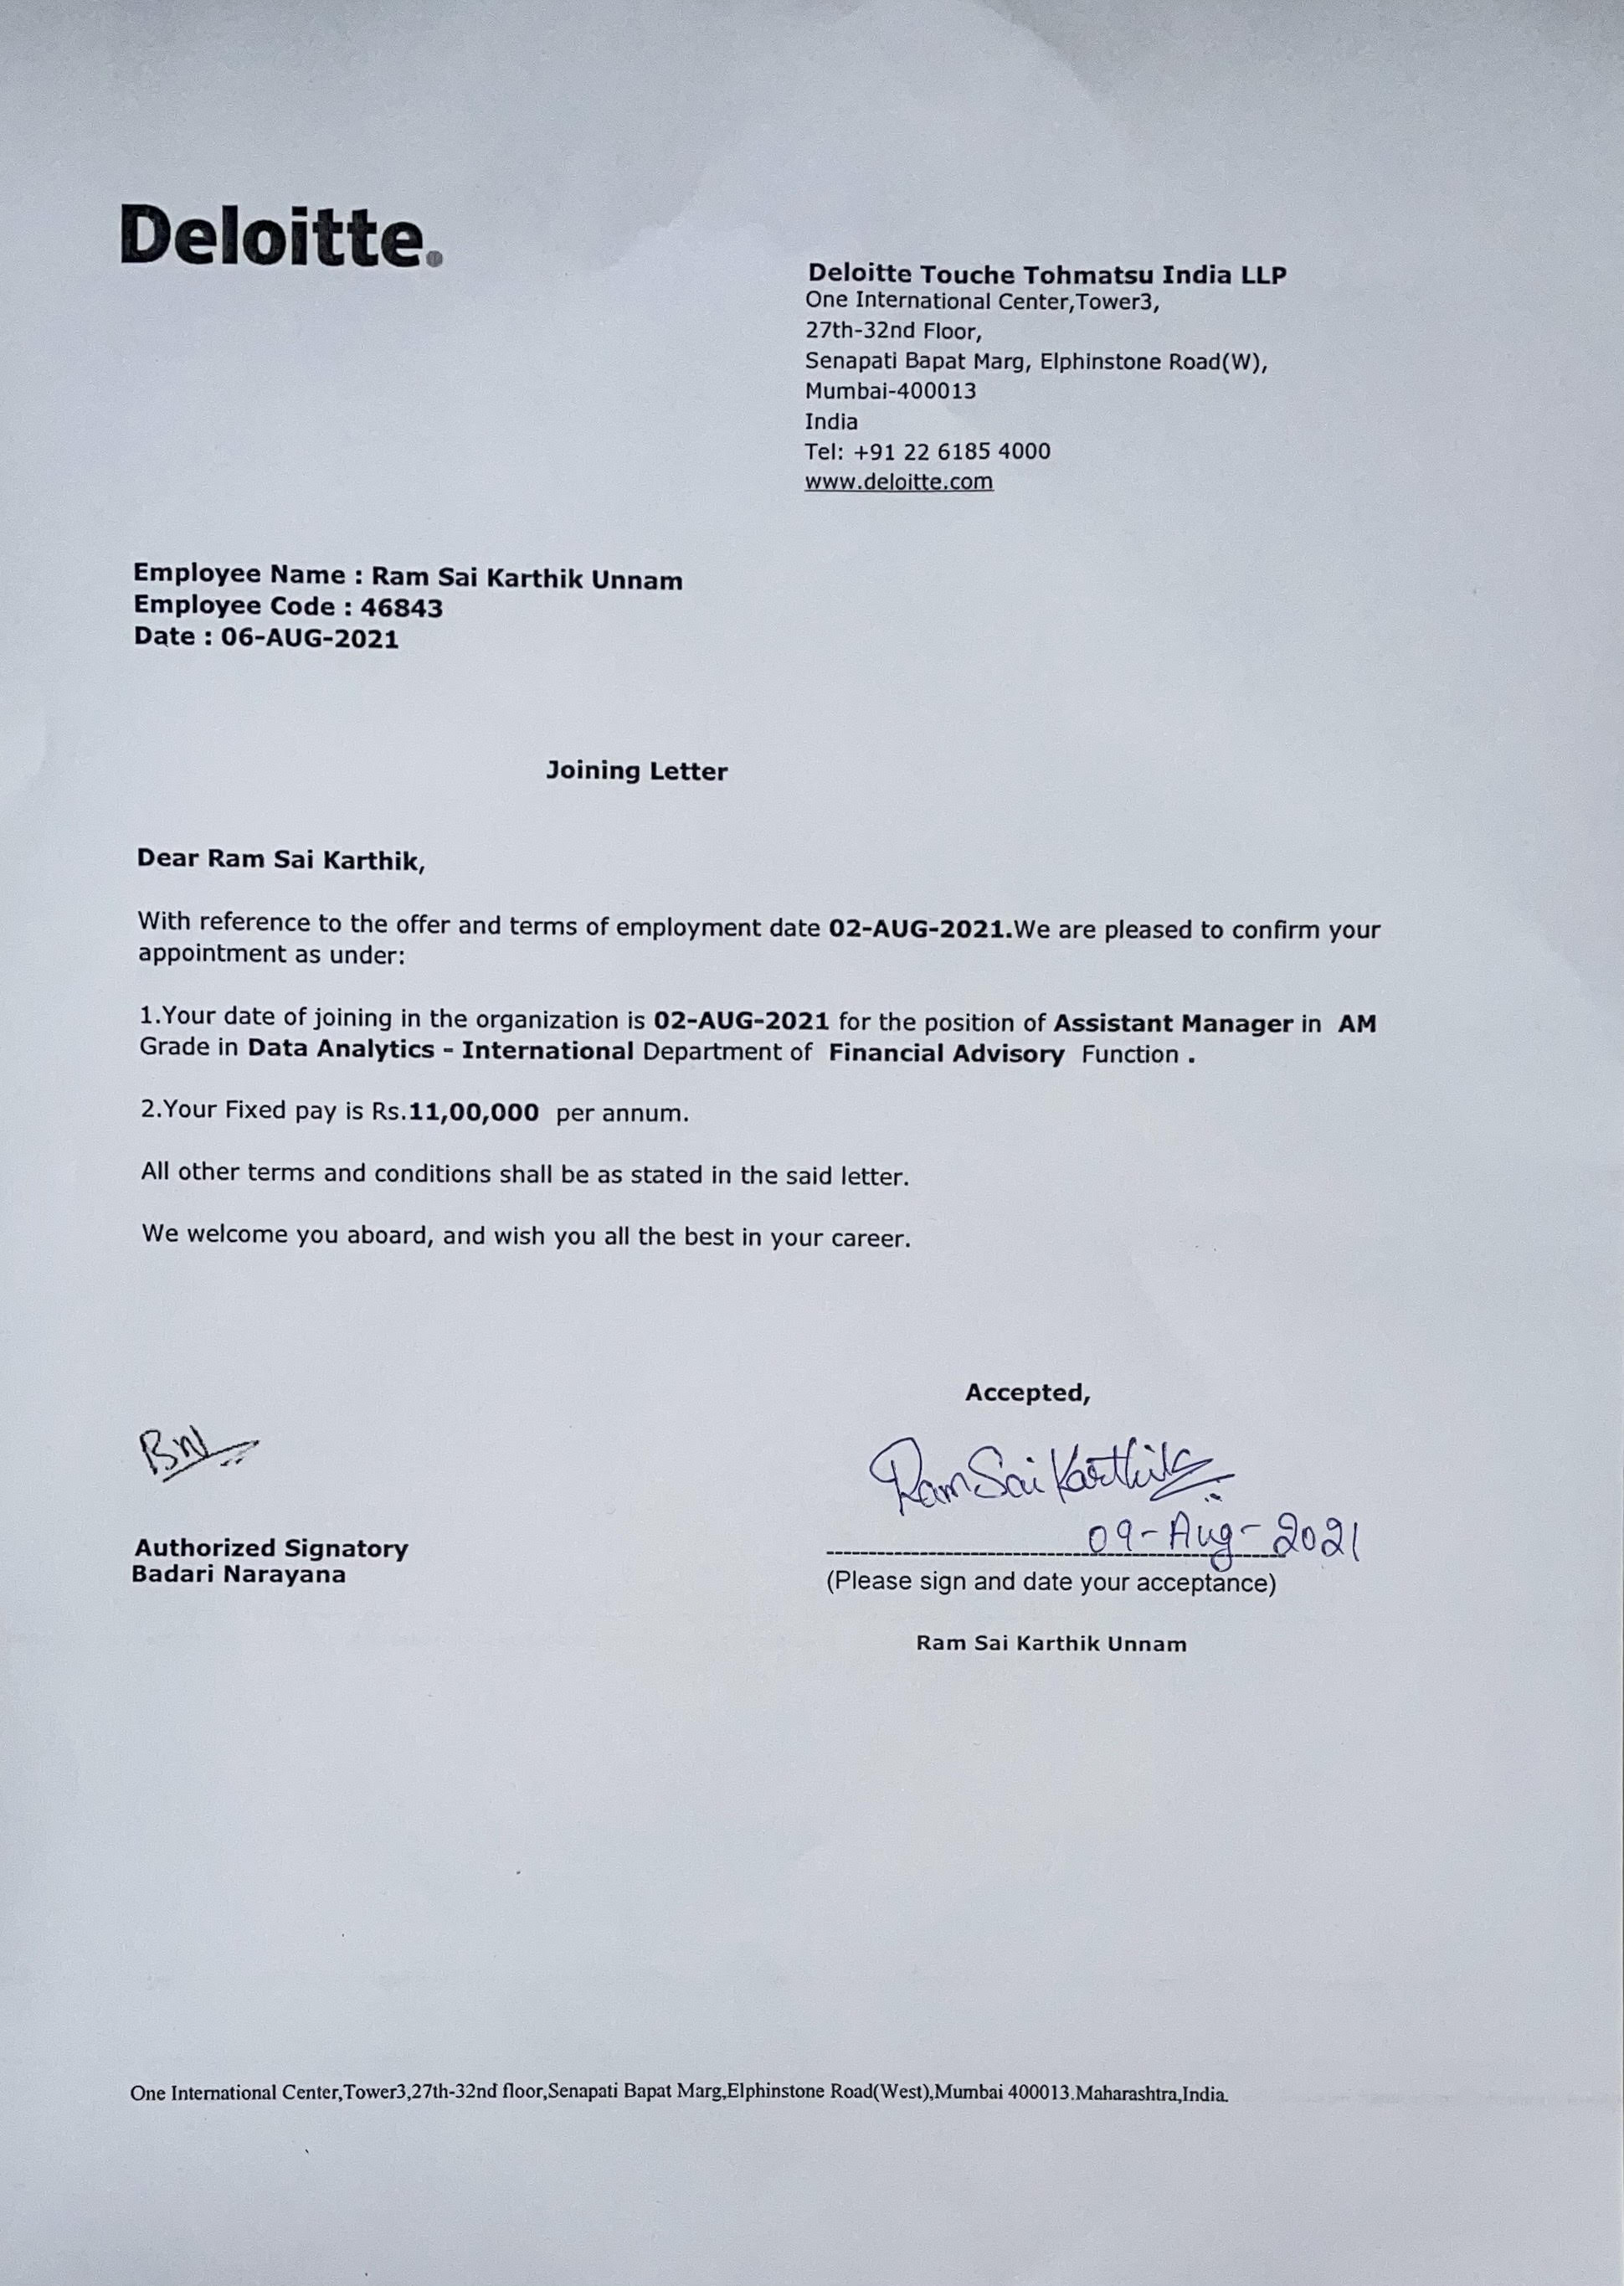 Deloitte.
Deloitte Touche Tohmatsu India LLP
One International Center,Tower3,
27th-32nd Floor,
Senapati Bapat Marg, Elphinstone Road(W),
Mumbai-400013
India
Tel: +91 22 6185 4000
www.deloitte.com
Employee Name : Ram Sai Karthik Unnam
Employee Code : 46843
Date : 06-AUG-2021
Joining Letter
Dear Ram Sai Karthik,
With reference to the offer and terms of employment date 02-AUG-2021.We are pleased to confirm your
appointment as under:
1.Your date of joining in the organization is 02-AUG-2021 for the position of Assistant Manager in AM
Grade in Data Analytics - International Department of Financial Advisory Function .
2.Your Fixed pay is Rs.11,00,000 per annum.
All other terms and conditions shall be as stated in the said letter.
We welcome you aboard, and wish you all the best in your career.
Accepted,
Ram Sai Karthik
09-Aug-2021
Authorized Signatory
Badari Narayana
(Please sign and date your acceptance)
Ram Sai Karthik Unnam
One International Center,Tower3,27th-32nd floor,Senapati Bapat Marg,Elphinstone Road(West),Mumbai 400013.Maharashtra,India.